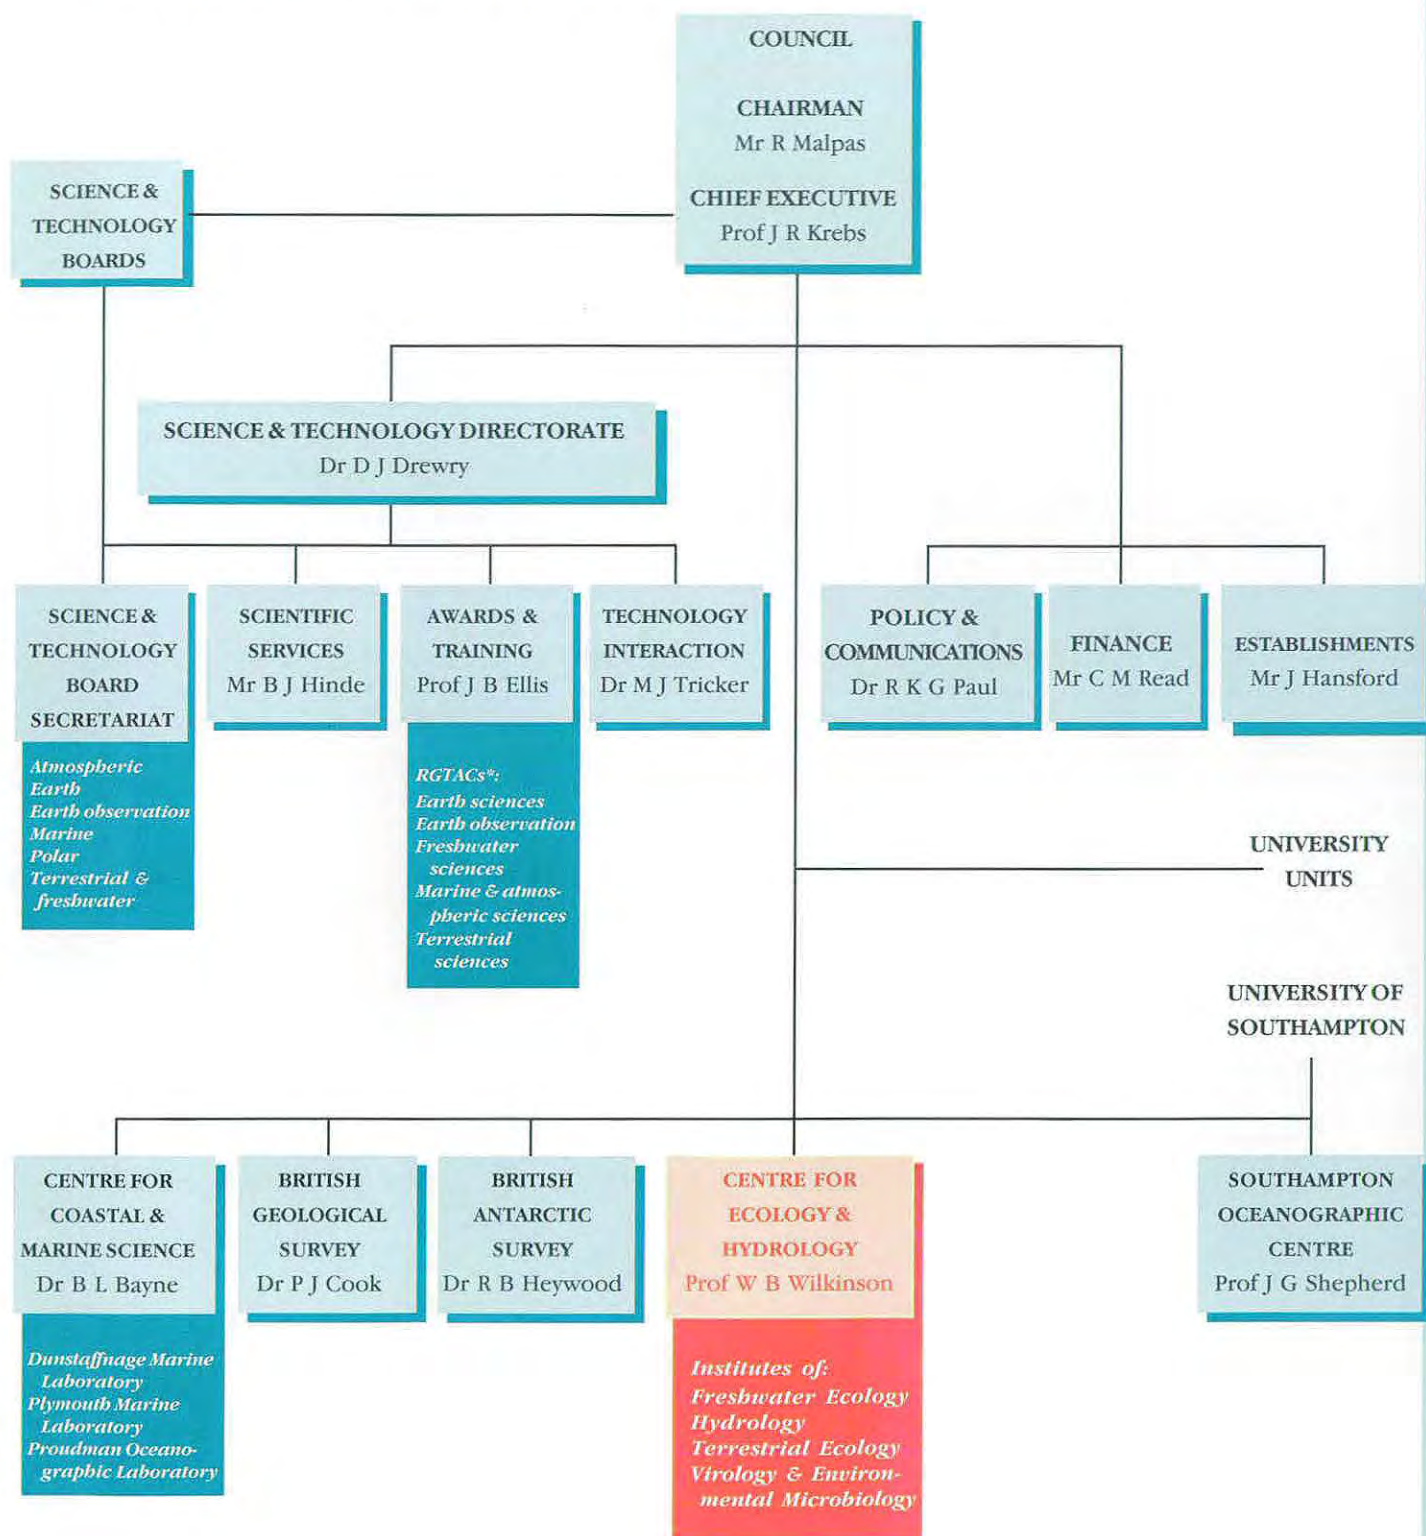 COUNCIL
CHAIRMAN
Mr R Malpas
CHIEF EXECUTIVE
Prof J R Krebs
SCIENCE &
TECHNOLOGY
BOARDS
SCIENCE & TECHNOLOGY DIRECTORATE
Dr D J Drewry
SCIENCE &
TECHNOLOGY
BOARD
SECRETARIAT
Atmospheric
Earth
Earth observation
Marine
Polar
Terrestrial &
freshwater
SCIENTIFIC
SERVICES
Mr B J Hinde
AWARDS &
TRAINING
Prof J B Ellis
RGTACs*:
Earth sciences
Earth observation
Freshwater
sciences
Marine & atmos-
pheric sciences
Terrestrial
sciences
TECHNOLOGY
INTERACTION
Dr M J Tricker
POLICY &
COMMUNICATIONS
Dr R K G Paul
FINANCE
Mr C M Read
ESTABLISHMENTS
Mr J Hansford
UNIVERSITY
UNITS
UNIVERSITY OF
SOUTHAMPTON
CENTRE FOR
COASTAL &
MARINE SCIENCE
Dr B L Bayne
Dunstaffnage Marine
Laboratory
Plymouth Marine
Laboratory
Proudman Oceano-
graphic Laboratory
BRITISH
GEOLOGICAL
SURVEY
Dr P J Cook
BRITISH
ANTARCTIC
SURVEY
Dr R B Heywood
CENTRE FOR
ECOLOGY &
HYDROLOGY
Prof W B Wilkinson
Institutes of:
Freshwater Ecology
Hydrology
Terrestrial Ecology
Virology & Environ-
mental Microbiology
SOUTHAMPTON
OCEANOGRAPHIC
CENTRE
Prof J G Shepherd